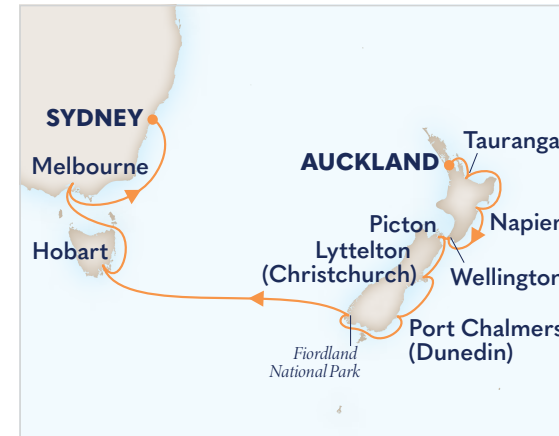 SYDNEY
Melbourne
Hobart
AUCKLAND
Tauranga
Napier
Picton
Wellington
Lyttelton
(Christchurch)
Port Chalmers
(Dunedin)
Fiordland
National Park